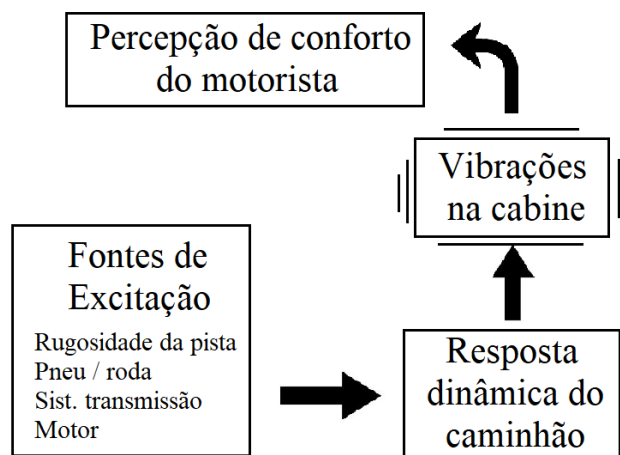 Percepção de conforto
do motorista
Vibrações
na cabine
Fontes de
Excitação
Rugosidade da pista
Pneu / roda
Sist. transmissão
Motor
Resposta
dinâmica do
caminhão